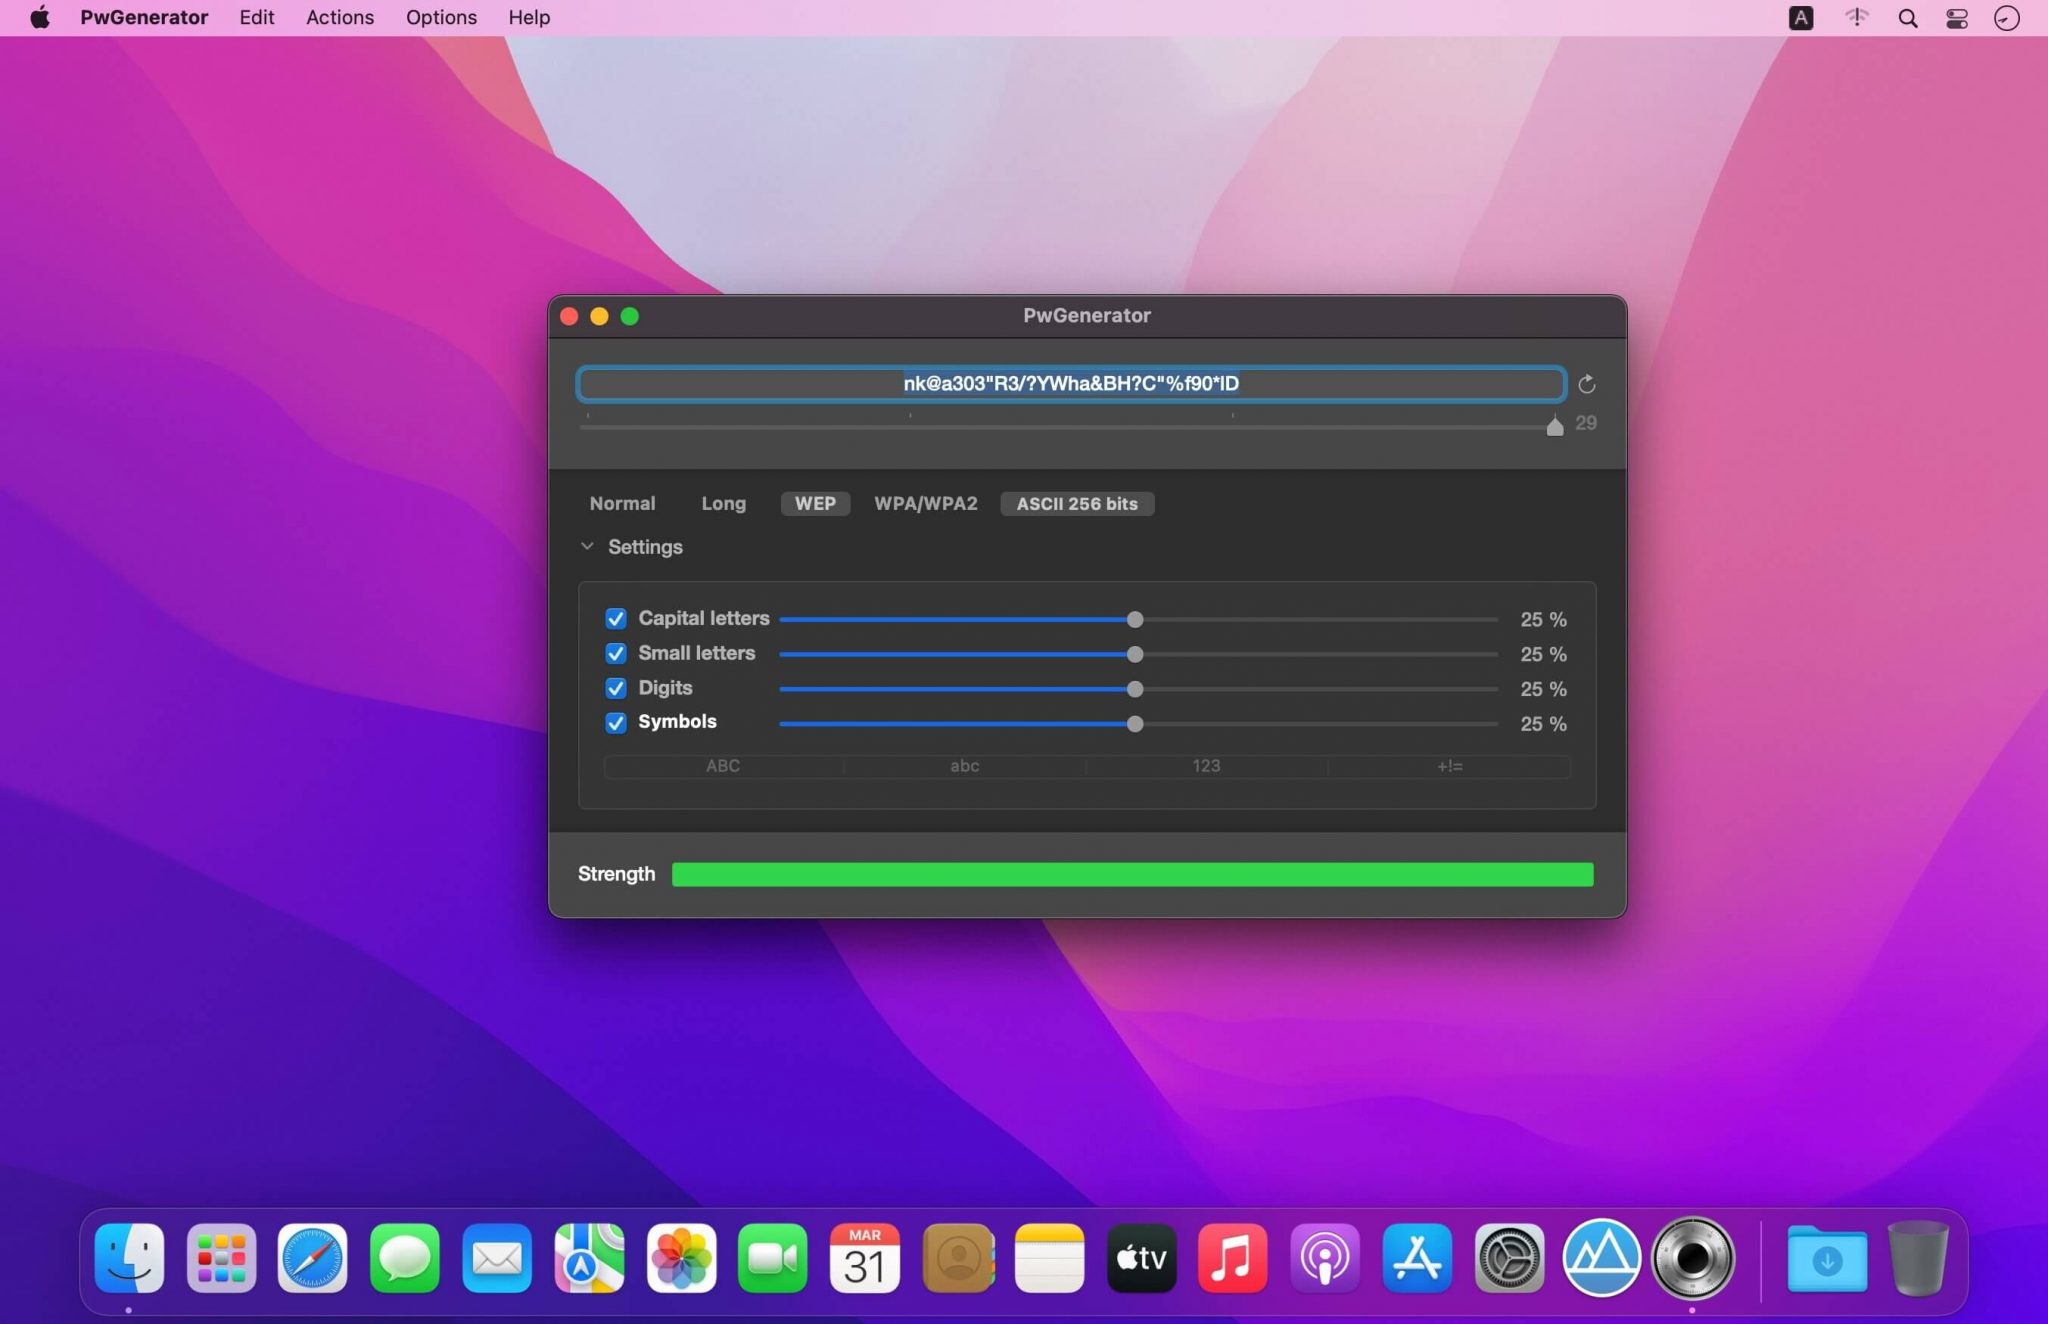 PwGenerator Edit Actions Options Help A
PwGenerator
nk@a303"R3/?YWha&BH?C"%f90*ID
29
Normal Long WEP WPA/WPA2 ASCII 256 bits
Settings
Capital letters 25 %
Small letters 25 %
Digits 25 %
Symbols 25 %
ABC abc 123 +!=
Strength
MAR
31
tv